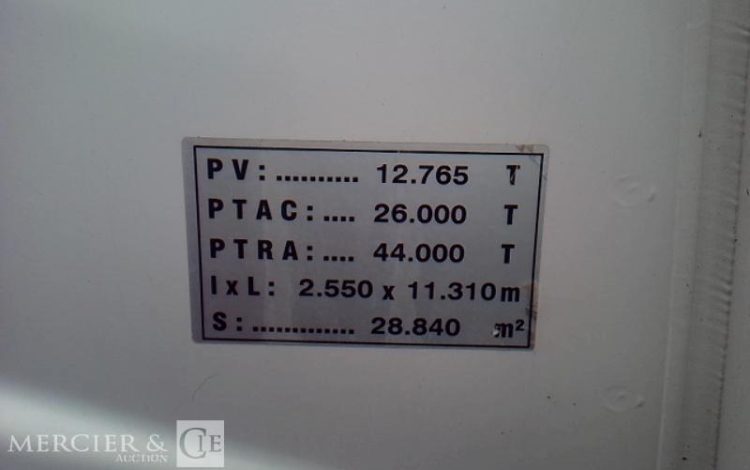 PV:.......... 12.765 T
PTAC:.... 26.000 T
PTRA:.... 44.000 T
IxL: 2.550 x 11.310m
S:............. 28.840 m²
MERCIER & CIE
AUCTION